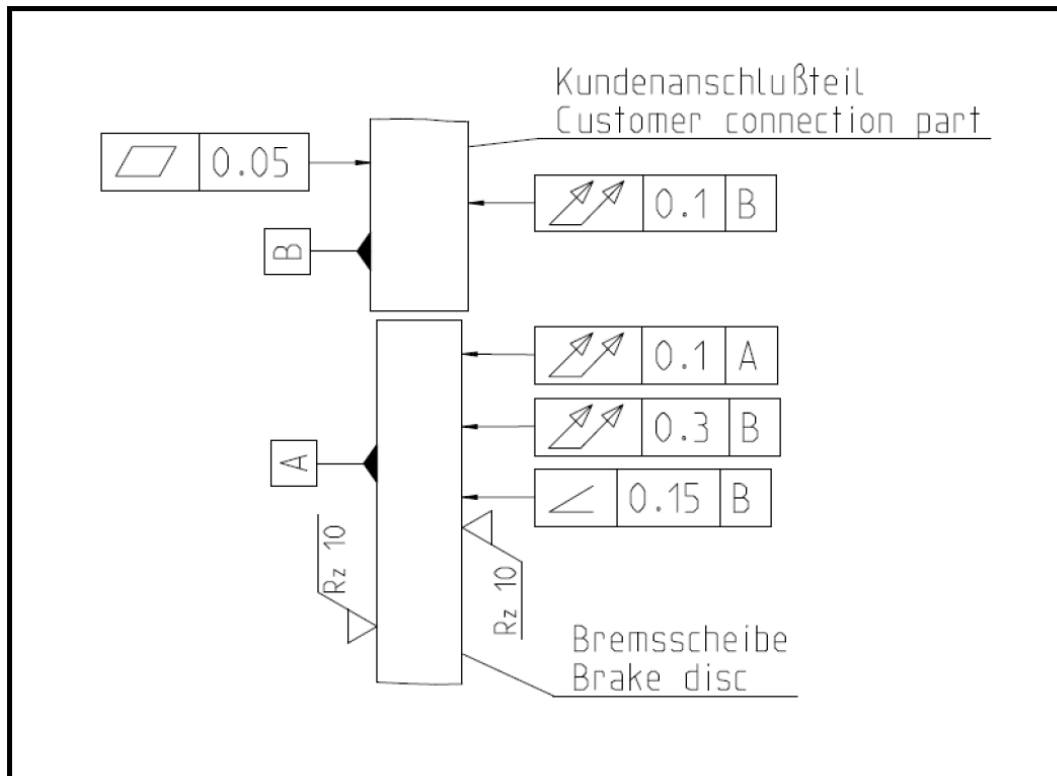 Kundenanschlußteil
Customer connection part
0.05
0.1 B
B
0.1 A
0.3 B
A
0.15 B
Rz 10
Rz 10
Bremsscheibe
Brake disc